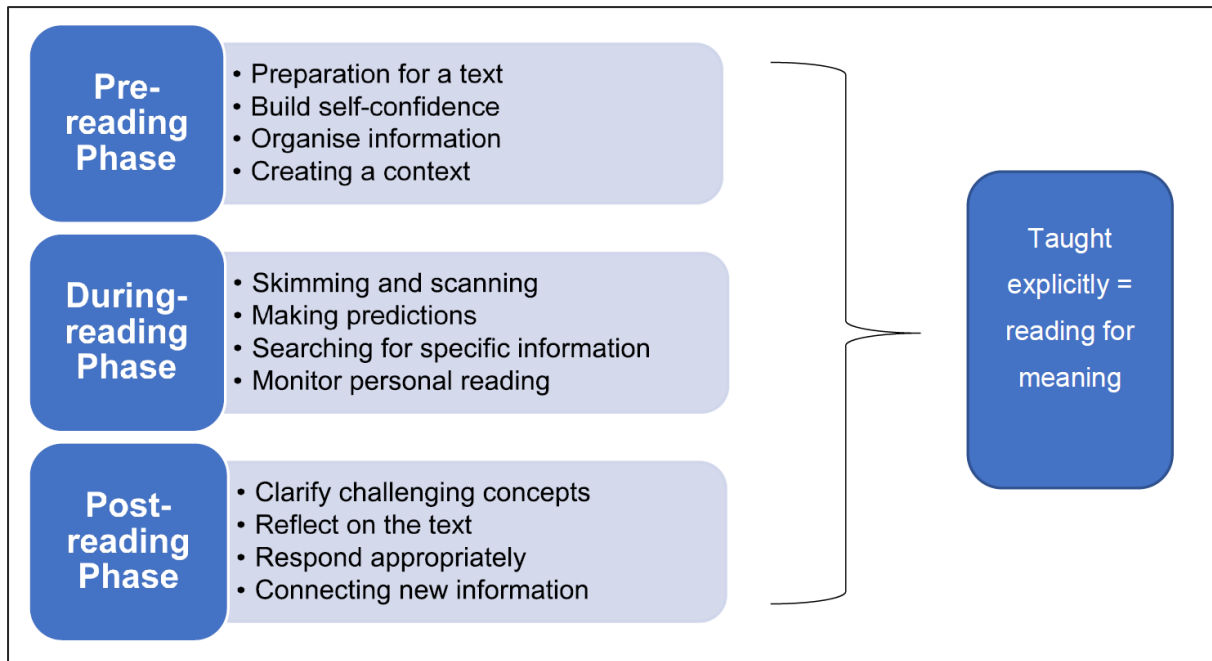 Pre-
reading
Phase
• Preparation for a text
• Build self-confidence
• Organise information
• Creating a context
During-
reading
Phase
• Skimming and scanning
• Making predictions
• Searching for specific information
• Monitor personal reading
Post-
reading
Phase
• Clarify challenging concepts
• Reflect on the text
• Respond appropriately
• Connecting new information
Taught
explicitly =
reading for
meaning